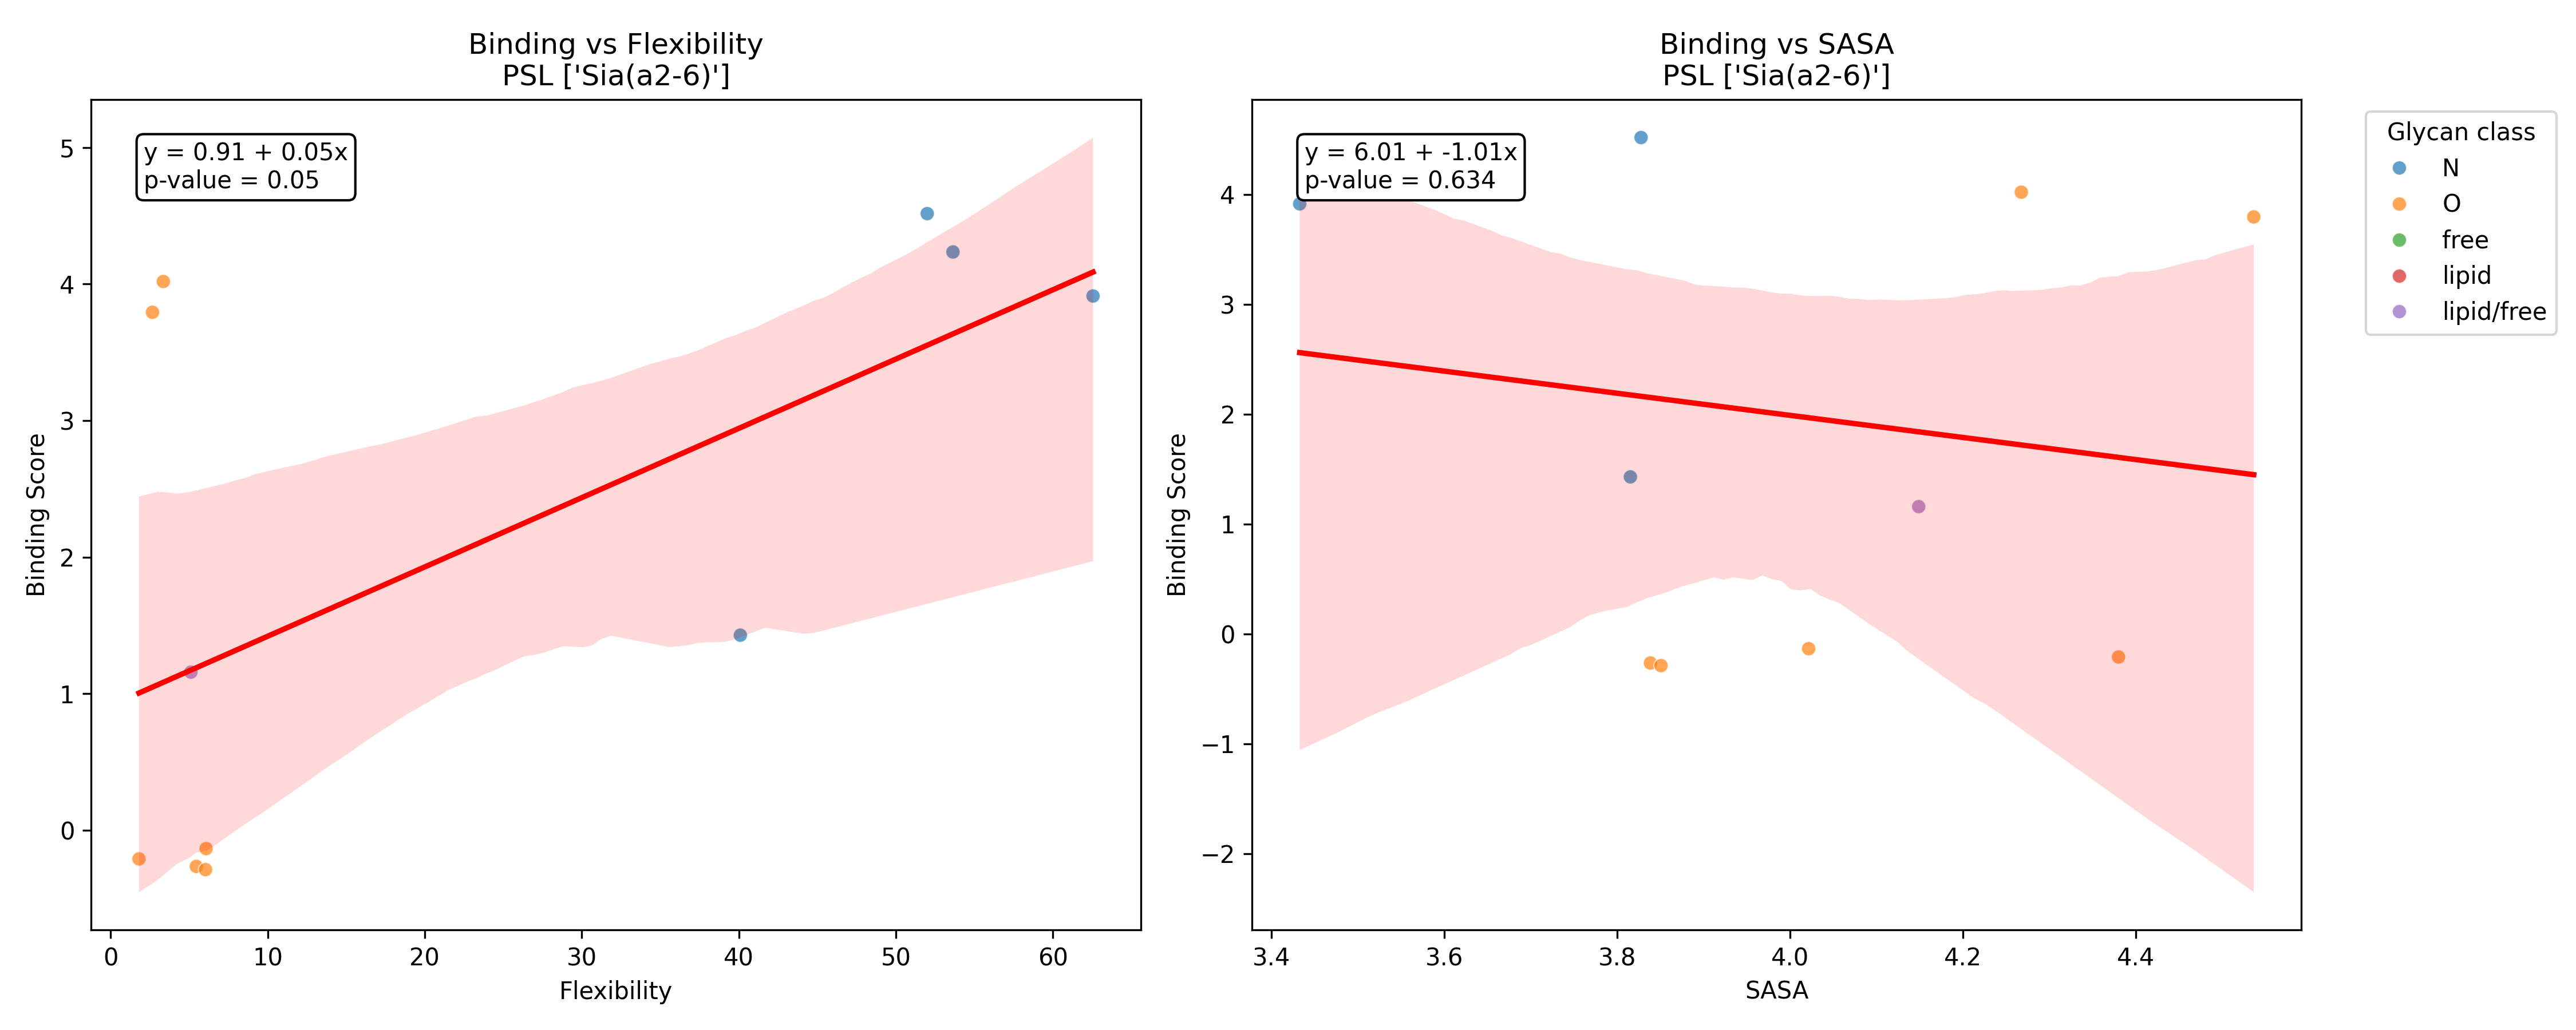 Binding vs Flexibility
PSL ['Sia(a2-6)']
y = 0.91 + 0.05x
p-value = 0.05
5
4
3
2
1
0
Binding Score
0
10
20
30
40
50
60
Flexibility
Binding vs SASA
PSL ['Sia(a2-6)']
y = 6.01 + -1.01x
p-value = 0.634
4
3
2
1
0
−1
−2
Binding Score
3.4
3.6
3.8
4.0
4.2
4.4
SASA
Glycan class
N
O
free
lipid
lipid/free